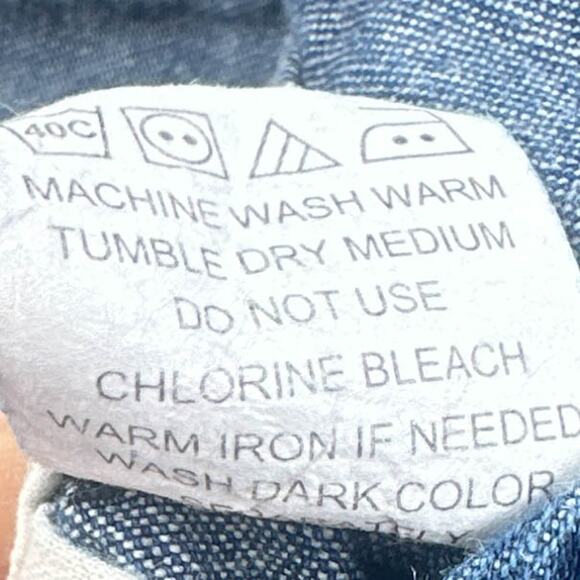 40C
MACHINE WASH WARM
TUMBLE DRY MEDIUM
DO NOT USE
CHLORINE BLEACH
WARM IRON IF NEEDED
WASH DARK COLOR
SEPARATELY